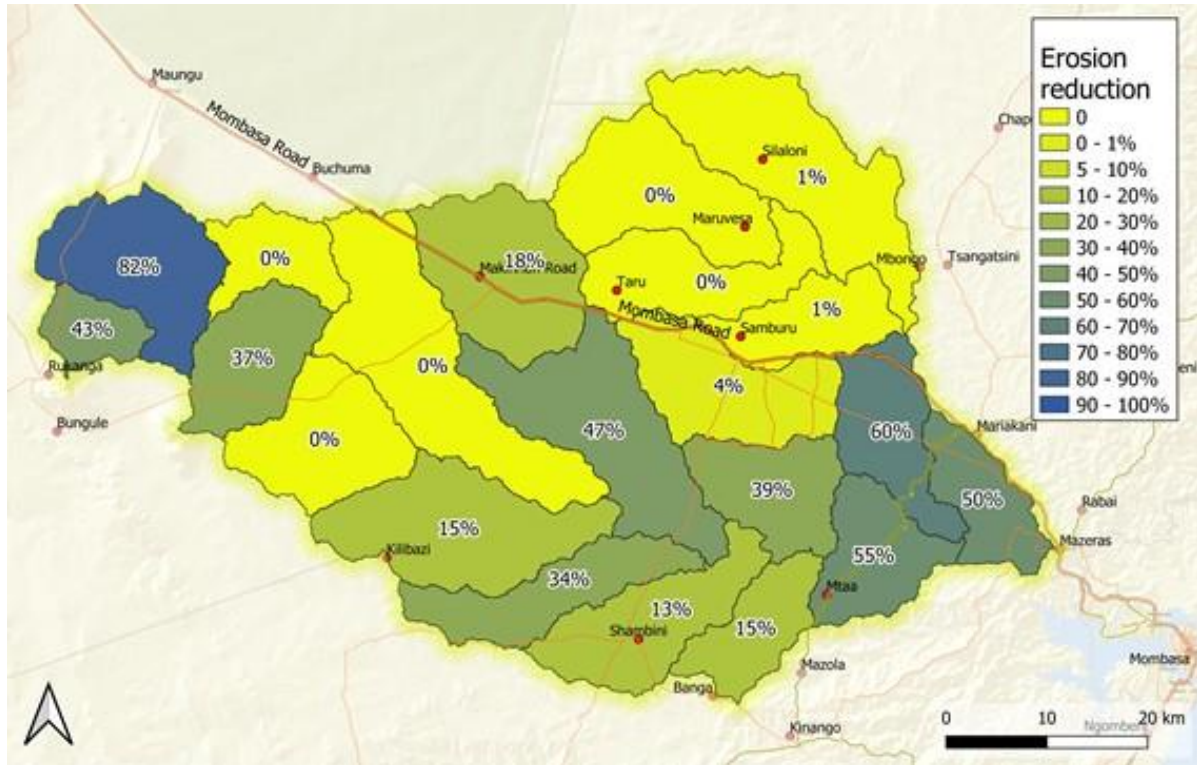 Erosion
reduction
0
0 - 1%
5 - 10%
10 - 20%
20 - 30%
30 - 40%
40 - 50%
50 - 60%
60 - 70%
70 - 80%
80 - 90%
90 - 100%
Maungu
Mombasa Road
Buchuma
Silaloni
1%
0%
Maruvesa
Mbongo
Tsangatsini
82%
0%
18%
Road
Taru
0%
Mombasa Road
Samburu
1%
43%
37%
0%
4%
Bungule
0%
47%
60%
Mariakani
39%
50%
Rabai
15%
Kilibazi
55%
Mazeras
34%
Mtaa
13%
15%
Shambini
Mazola
Banga
Mombasa
Kinango
0 10 20 km